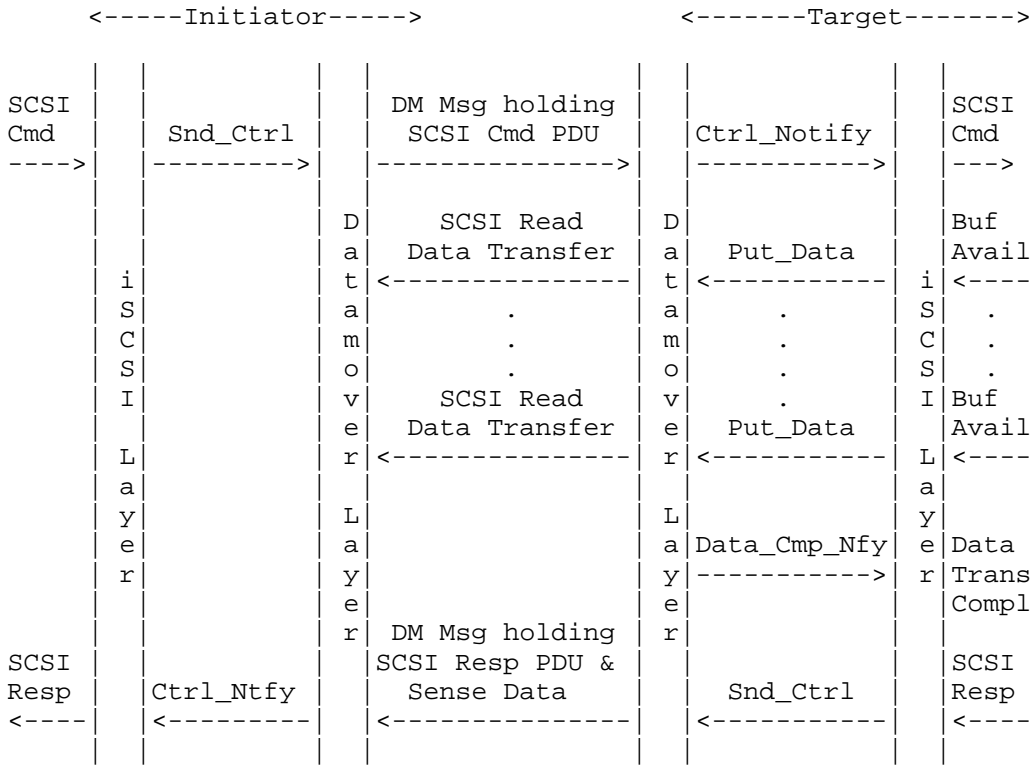 <-----Initiator-----> <-------Target------->
SCSI DM Msg holding SCSI
Cmd Snd_Ctrl SCSI Cmd PDU Ctrl_Notify Cmd
----> ---------> ---------------> -----------> --->
iSCSI Layer
Datamover Layer
Datamover Layer
iSCSI Layer
SCSI Read Buf
Data Transfer Put_Data Avail
<--------------- <----------- <----
. . .
. . .
. . .
SCSI Read . Buf
Data Transfer Put_Data Avail
<--------------- <----------- <----
Data_Cmp_Nfy Data
-----------> Trans
Compl
DM Msg holding
SCSI SCSI Resp PDU & SCSI
Resp Ctrl_Ntfy Sense Data Snd_Ctrl Resp
<---- <--------- <---------------- <----------- <----